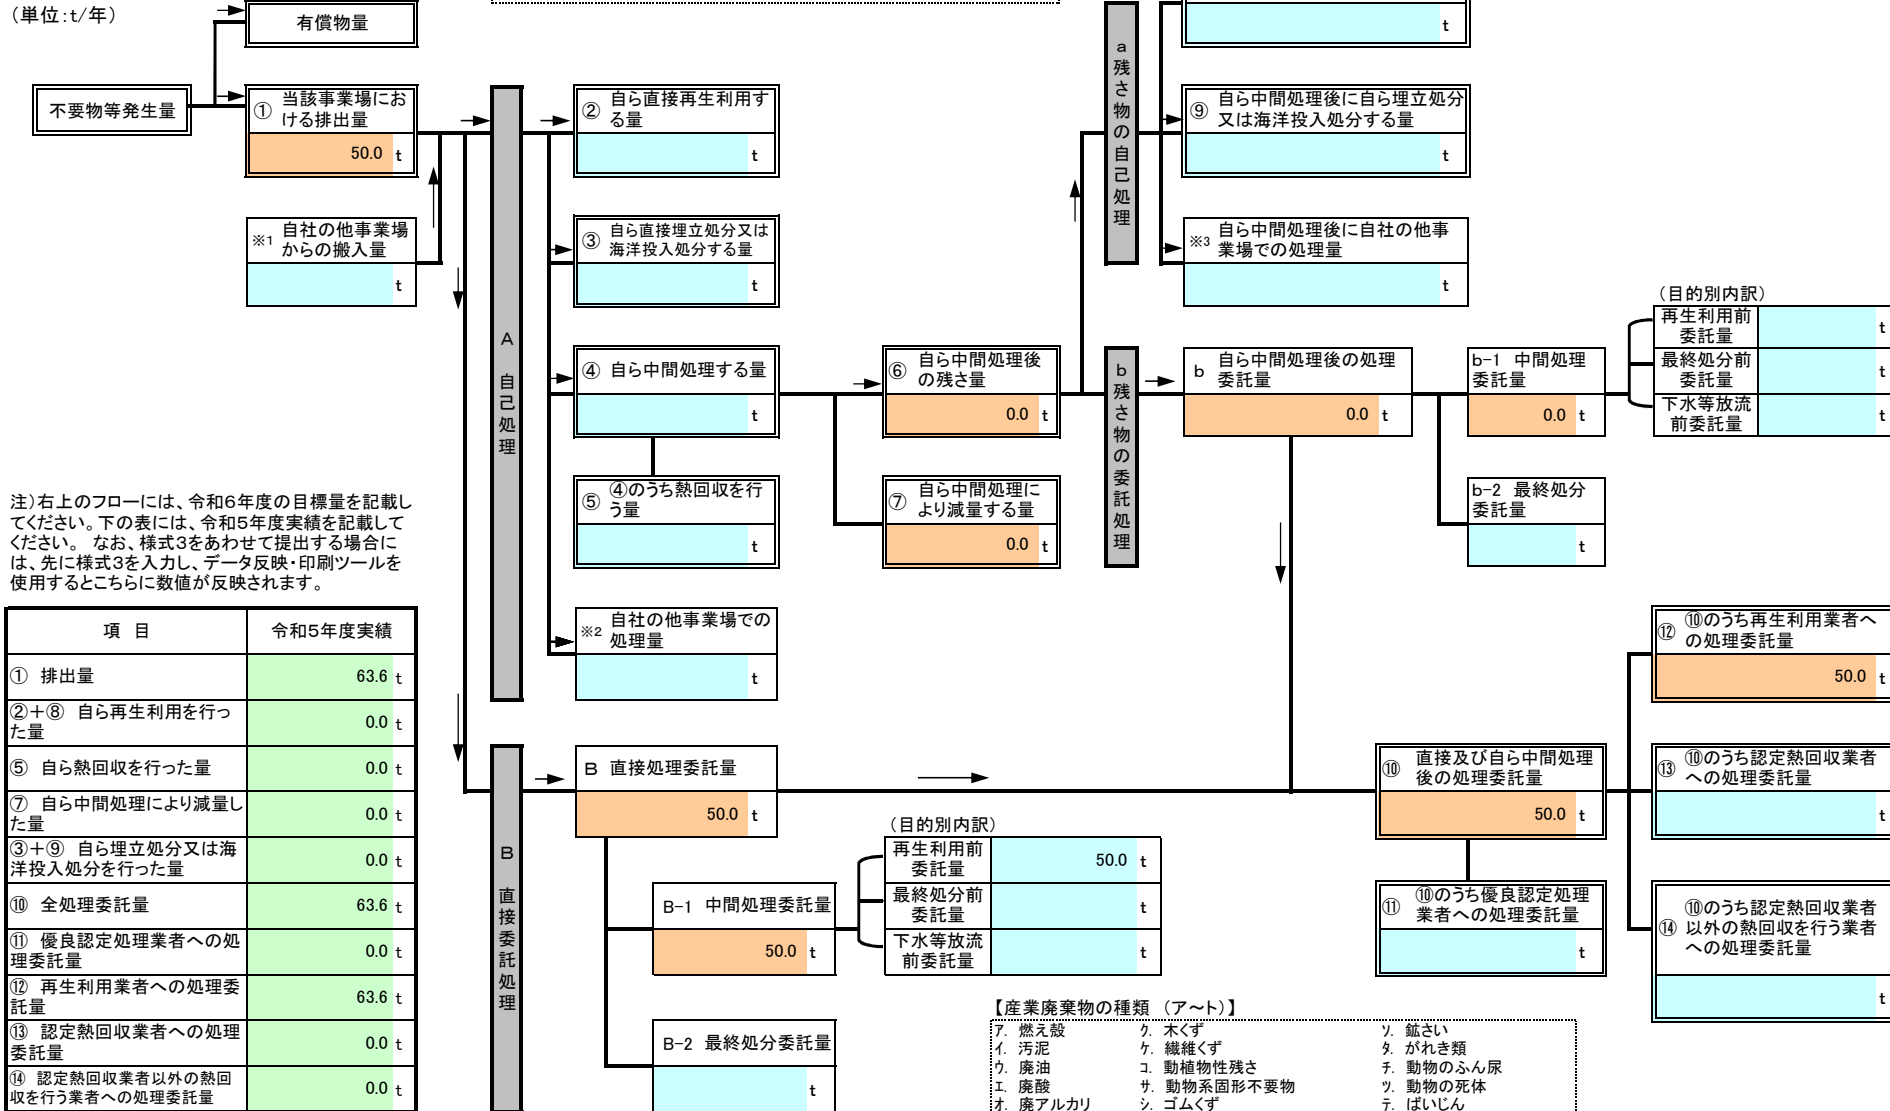 （単位：t/年）
有償物量
不要物等発生量
① 当該事業場にお
ける排出量
50.0 t
※1 自社の他事業場
からの搬入量
t
A 自己処理
② 自ら直接再生利用す
る量
t
③ 自ら直接埋立処分又は
海洋投入処分する量
t
④ 自ら中間処理する量
t
⑤ ④のうち熱回収を行
う量
t
※2 自社の他事業場での
処理量
t
⑥ 自ら中間処理後
の残さ量
0.0 t
⑦ 自ら中間処理に
より減量する量
0.0 t
a 残さ物の自己処理
t
⑨ 自ら中間処理後に自ら埋立処分
又は海洋投入処分する量
t
※3 自ら中間処理後に自社の他事
業場での処理量
t
b 残さ物の委託処理
b 自ら中間処理後の処理
委託量
0.0 t
b-1 中間処理
委託量
0.0 t
（目的別内訳）
再生利用前
委託量
t
最終処分前
委託量
t
下水等放流
前委託量
t
b-2 最終処分
委託量
t
注）右上のフローには、令和6年度の目標量を記載し
てください。下の表には、令和5年度実績を記載して
ください。 なお、様式3をあわせて提出する場合に
は、先に様式3を入力し、データ反映・印刷ツールを
使用するとこちらに数値が反映されます。
項 目 令和5年度実績
① 排出量 63.6 t
②＋⑧ 自ら再生利用を行っ
た量 0.0 t
⑤ 自ら熱回収を行った量 0.0 t
⑦ 自ら中間処理により減量し
た量 0.0 t
③＋⑨ 自ら埋立処分又は海
洋投入処分を行った量 0.0 t
⑩ 全処理委託量 63.6 t
⑪ 優良認定処理業者への処
理委託量 0.0 t
⑫ 再生利用業者への処理委
託量 63.6 t
⑬ 認定熱回収業者への処理
委託量 0.0 t
⑭ 認定熱回収業者以外の熱回
収を行う業者への処理委託量 0.0 t
B 直接委託処理
B 直接処理委託量
50.0 t
B-1 中間処理委託量
50.0 t
（目的別内訳）
再生利用前
委託量
50.0 t
最終処分前
委託量
t
下水等放流
前委託量
t
B-2 最終処分委託量
t
⑩ 直接及び自ら中間処理
後の処理委託量
50.0 t
⑪ ⑩のうち優良認定処理
業者への処理委託量
t
⑫ ⑩のうち再生利用業者へ
の処理委託量
50.0 t
⑬ ⑩のうち認定熱回収業者
への処理委託量
t
⑭ ⑩のうち認定熱回収業者
以外の熱回収を行う業者
への処理委託量
t
【産業廃棄物の種類 （ア～ト）】
ア. 燃え殻 ク. 木くず ソ. 鉱さい
イ. 汚泥 ケ. 繊維くず タ. がれき類
ウ. 廃油 コ. 動植物性残さ チ. 動物のふん尿
エ. 廃酸 サ. 動物系固形不要物 ツ. 動物の死体
オ. 廃アルカリ シ. ゴムくず テ. ばいじん